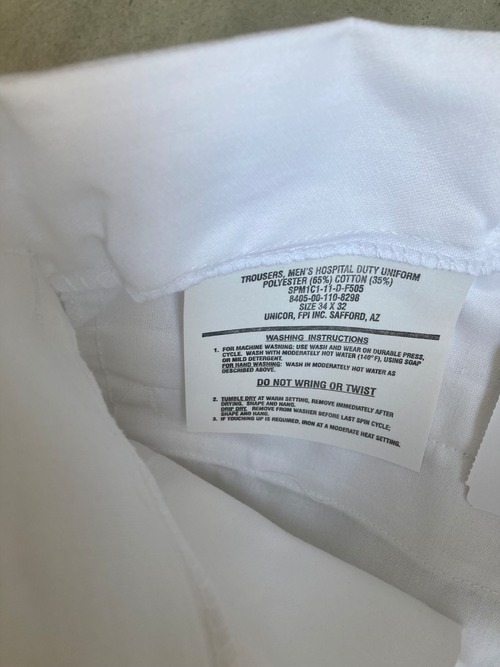 TROUSERS, MEN'S HOSPITAL DUTY UNIFORM
POLYESTER (65%) COTTON (35%)
SPM1C1-11-D-F505
8405-00-110-8298
SIZE 34 X 32
UNICOR, FPI INC. SAFFORD, AZ
WASHING INSTRUCTIONS
1. FOR MACHINE WASHING: USE WASH AND WEAR OR DURABLE PRESS,
CYCLE. WASH WITH MODERATELY HOT WATER (140°F), USING SOAP
OR MILD DETERGENT.
FOR HAND WASHING: WASH IN MODERATELY HOT WATER AS
DESCRIBED ABOVE.
DO NOT WRING OR TWIST
2. TUMBLE DRY AT WARM SETTING, REMOVE IMMEDIATELY AFTER
DRYING. SHAPE AND HANG.
DRIP DRY. REMOVE FROM WASHER BEFORE LAST SPIN CYCLE;
SHAPE AND HANG.
3. IF TOUCHING UP IS REQUIRED, IRON AT A MODERATE HEAT SETTING.